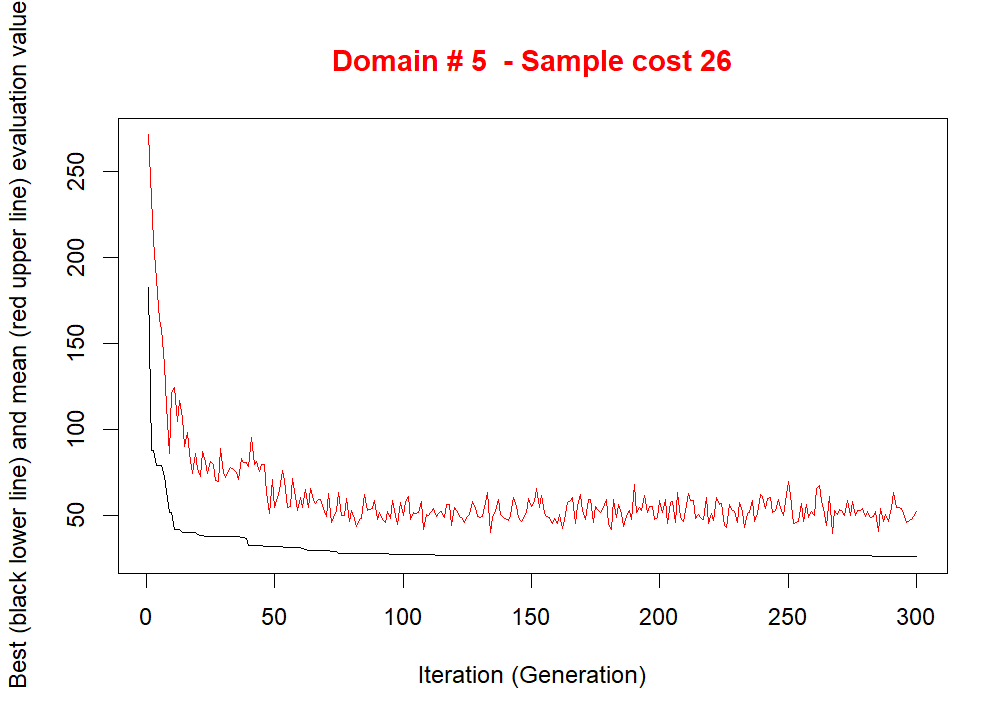 Domain # 5  - Sample cost 26
Best (black lower line) and mean (red upper line) evaluation value
250
200
150
100
50
0 50 100 150 200 250 300
Iteration (Generation)